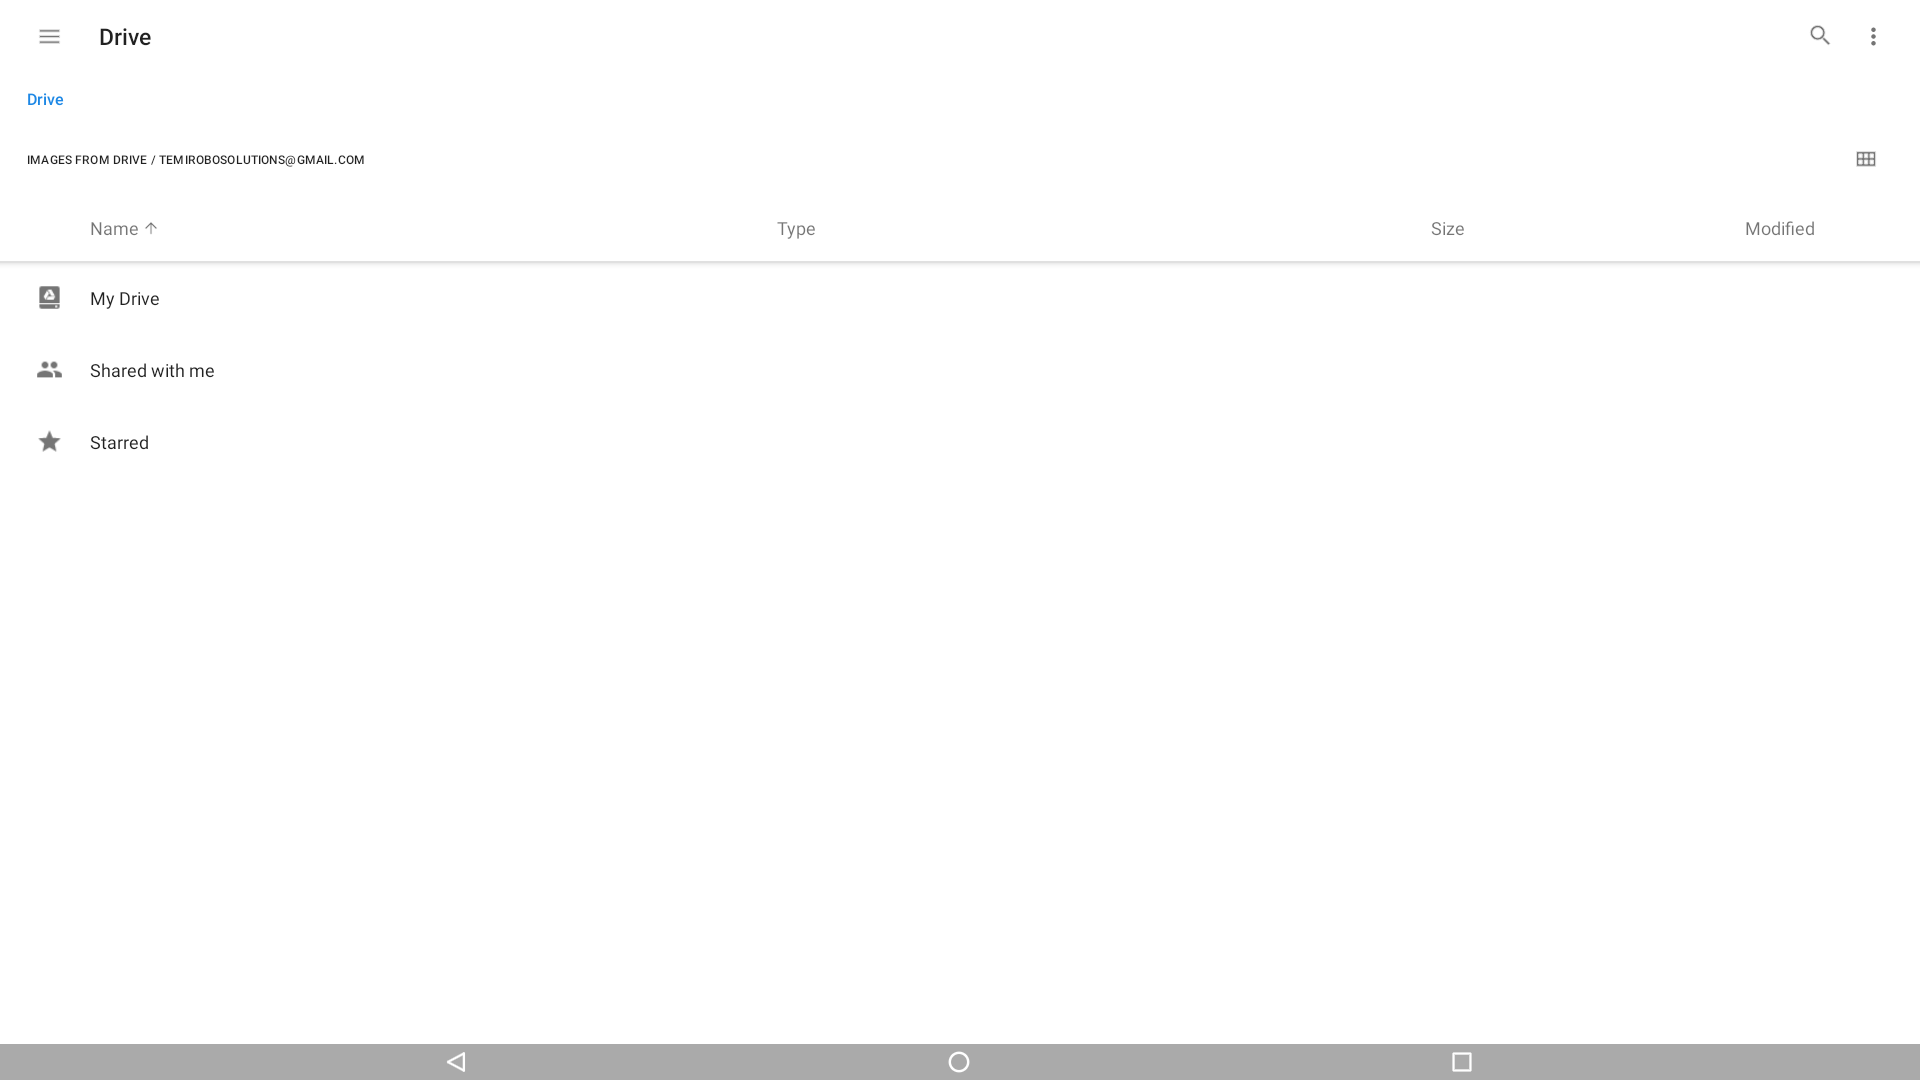 Drive
Drive
IMAGES FROM DRIVE / TEMIROBOSOLUTIONS@GMAIL.COM
Name Type Size Modified
My Drive
Shared with me
Starred